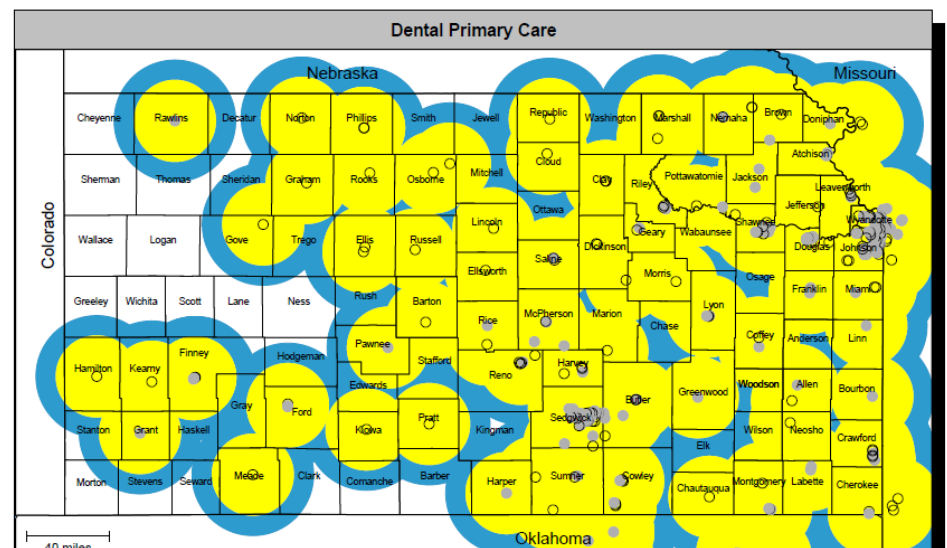 Dental Primary Care
Nebraska
Missouri
Colorado
Cheyenne Rawlins Decatur Norton Phillips Smith Jewell Republic Washington Marshall Nemaha Brown Doniphan
Atchison
Sherman Thomas Sheridan Graham Rooks Osborne Mitchell Cloud Clay Riley Pottawatomie Jackson
Leavenworth
Jefferson Wyandotte
Ottawa
Lincoln
Wallace Logan Gove Trego Ellis Russell Dickinson Geary Wabaunsee Shawnee Douglas Johnson
Saline
Ellsworth Morris Osage
Greeley Wichita Scott Lane Ness Rush Barton Rice McPherson Marion Lyon Franklin Miami
Chase
Pawnee Coffey Anderson Linn
Hamilton Kearny Finney Hodgeman Stafford Reno Harvey
Edwards Greenwood Woodson Allen Bourbon
Gray Ford Pratt Sedgwick Butler
Stanton Grant Haskell Kiowa Kingman Elk Wilson Neosho Crawford
Morton Stevens Seward Meade Clark Comanche Barber Harper Sumner Cowley Chautauqua Montgomery Labette Cherokee
Oklahoma
40 miles